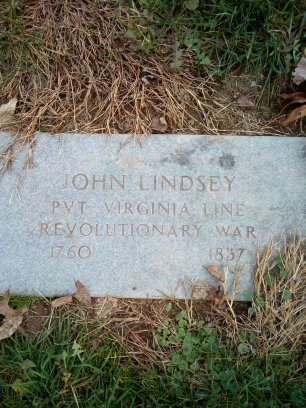 JOHN LINDSEY
PVT VIRGINIA LINE
REVOLUTIONARY WAR
1760 1837